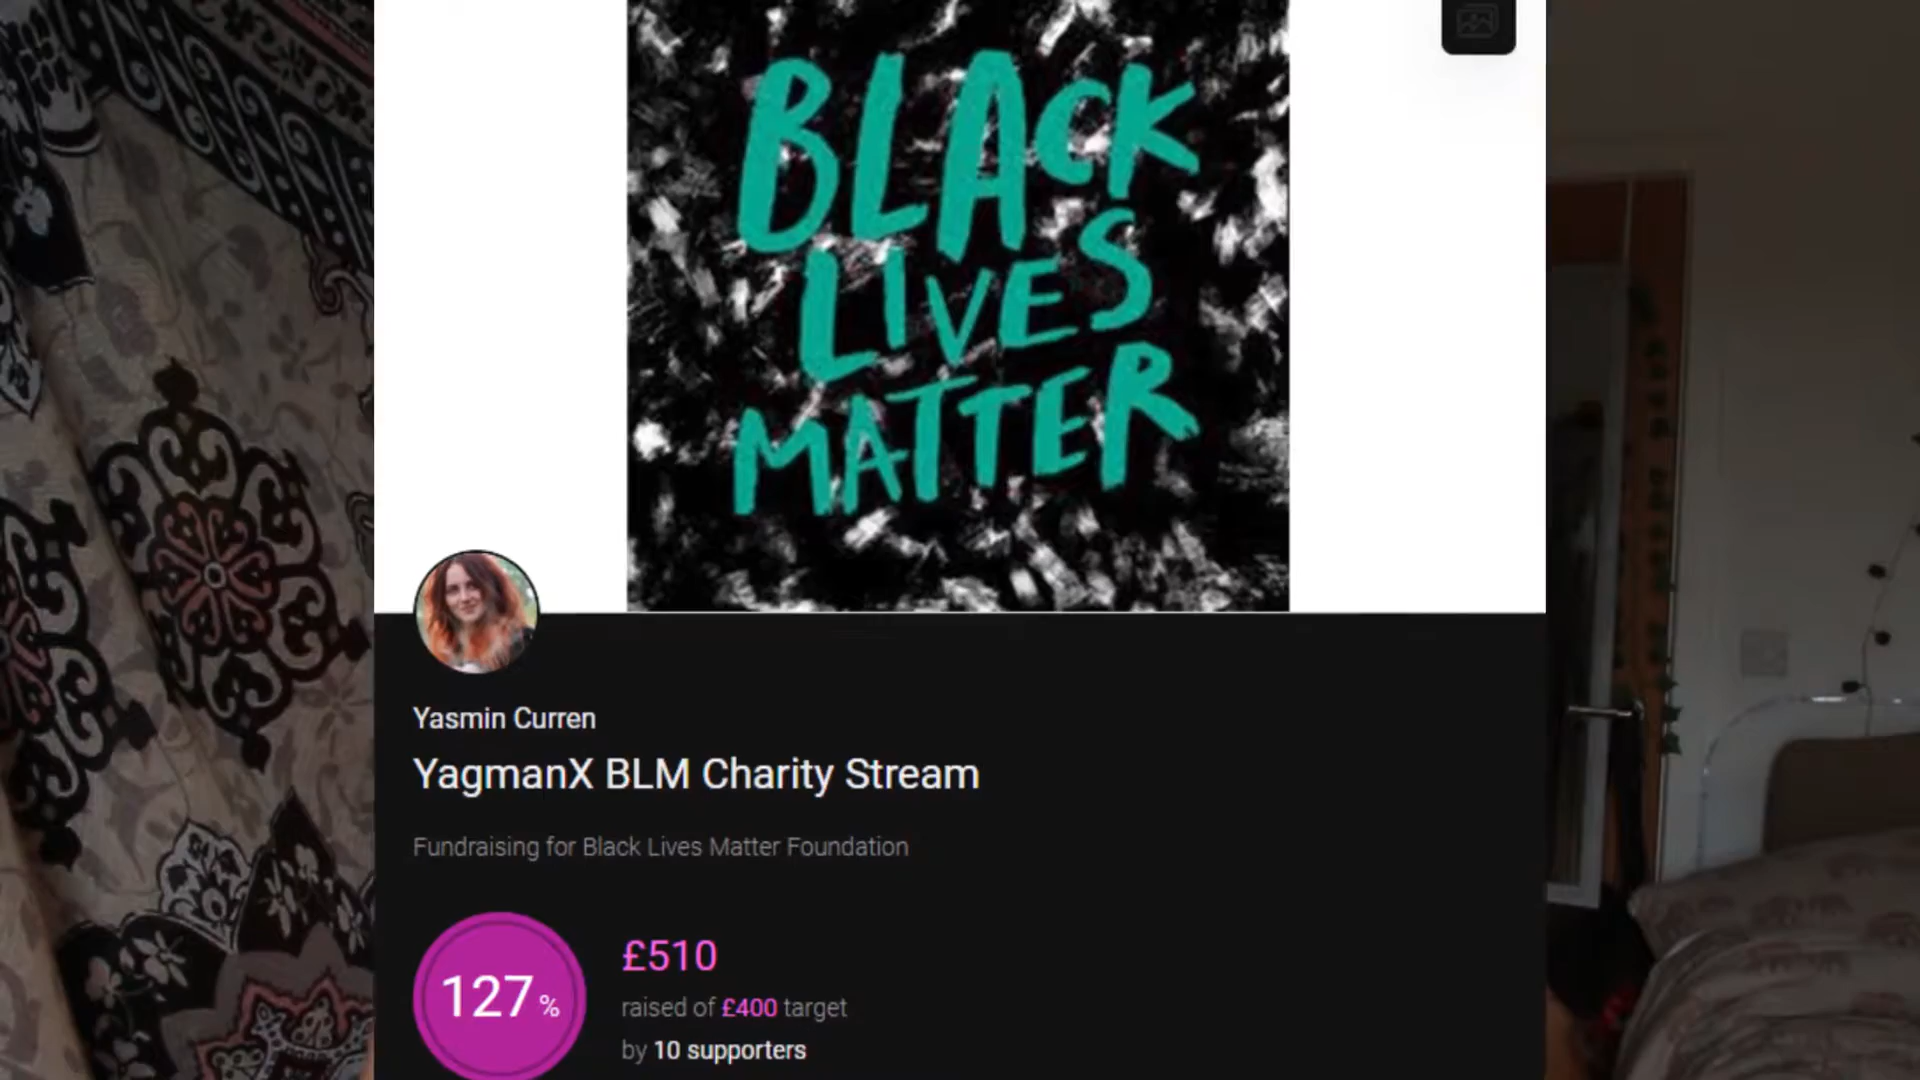 BLACK
LIVES
MATTER
Yasmin Curren
YagmanX BLM Charity Stream
Fundraising for Black Lives Matter Foundation
127%
£510
raised of £400 target
by 10 supporters